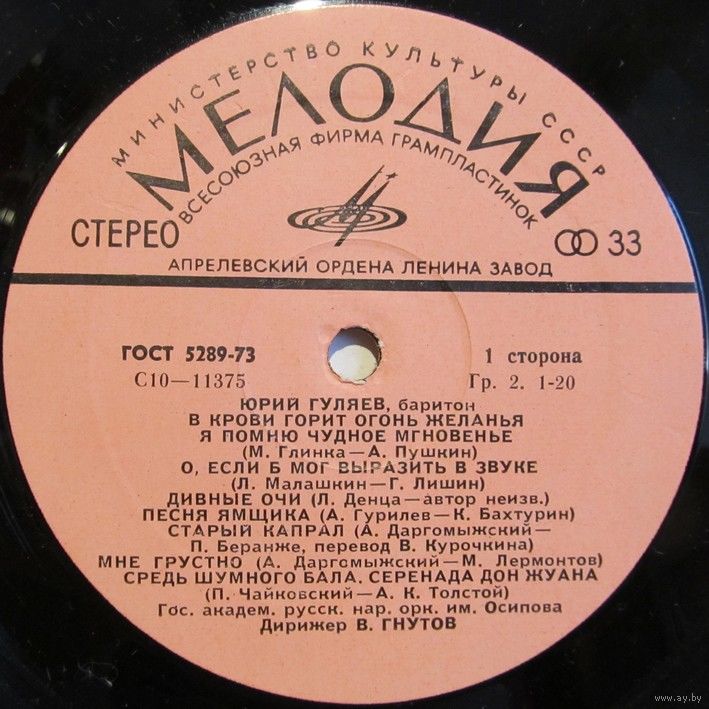 МИНИСТЕРСТВО КУЛЬТУРЫ СССР
МЕЛОДИЯ
ВСЕСОЮЗНАЯ ФИРМА ГРАМПЛАСТИНОК
СТЕРЕО
33
АПРЕЛЕВСКИЙ ОРДЕНА ЛЕНИНА ЗАВОД
ГОСТ 5289-73
1 сторона
С10—11375
Гр. 2. 1-20
ЮРИЙ ГУЛЯЕВ, баритон
В КРОВИ ГОРИТ ОГОНЬ ЖЕЛАНЬЯ
Я ПОМНЮ ЧУДНОЕ МГНОВЕНЬЕ
(М. Глинка—А. Пушкин)
О, ЕСЛИ Б МОГ ВЫРАЗИТЬ В ЗВУКЕ
(Л. Малашкин—Г. Лишин)
ДИВНЫЕ ОЧИ (Л. Денца—автор неизв.)
ПЕСНЯ ЯМЩИКА (А. Гурилев—К. Бахтурин)
СТАРЫЙ КАПРАЛ (А. Даргомыжский—
П. Беранже, перевод В. Курочкина)
МНЕ ГРУСТНО (А. Даргомыжский—М. Лермонтов)
СРЕДЬ ШУМНОГО БАЛА. СЕРЕНАДА ДОН ЖУАНА
(П. Чайковский—А. К. Толстой)
Гос. академ. русск. нар. орк. им. Осипова
Дирижер В. ГНУТОВ
www.ay.by